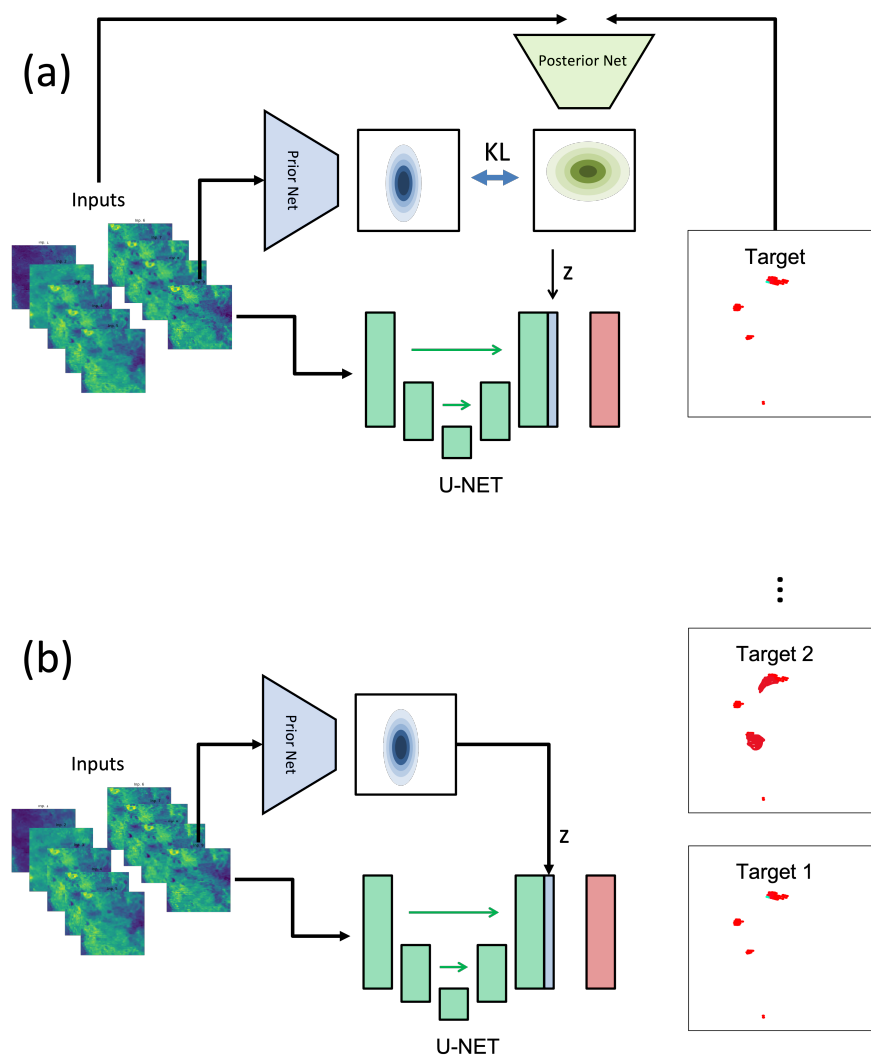 (a)
Posterior Net
Prior Net
KL
Inputs
Target
z
U-NET
(b)
Target 2
Prior Net
Inputs
z
Target 1
U-NET